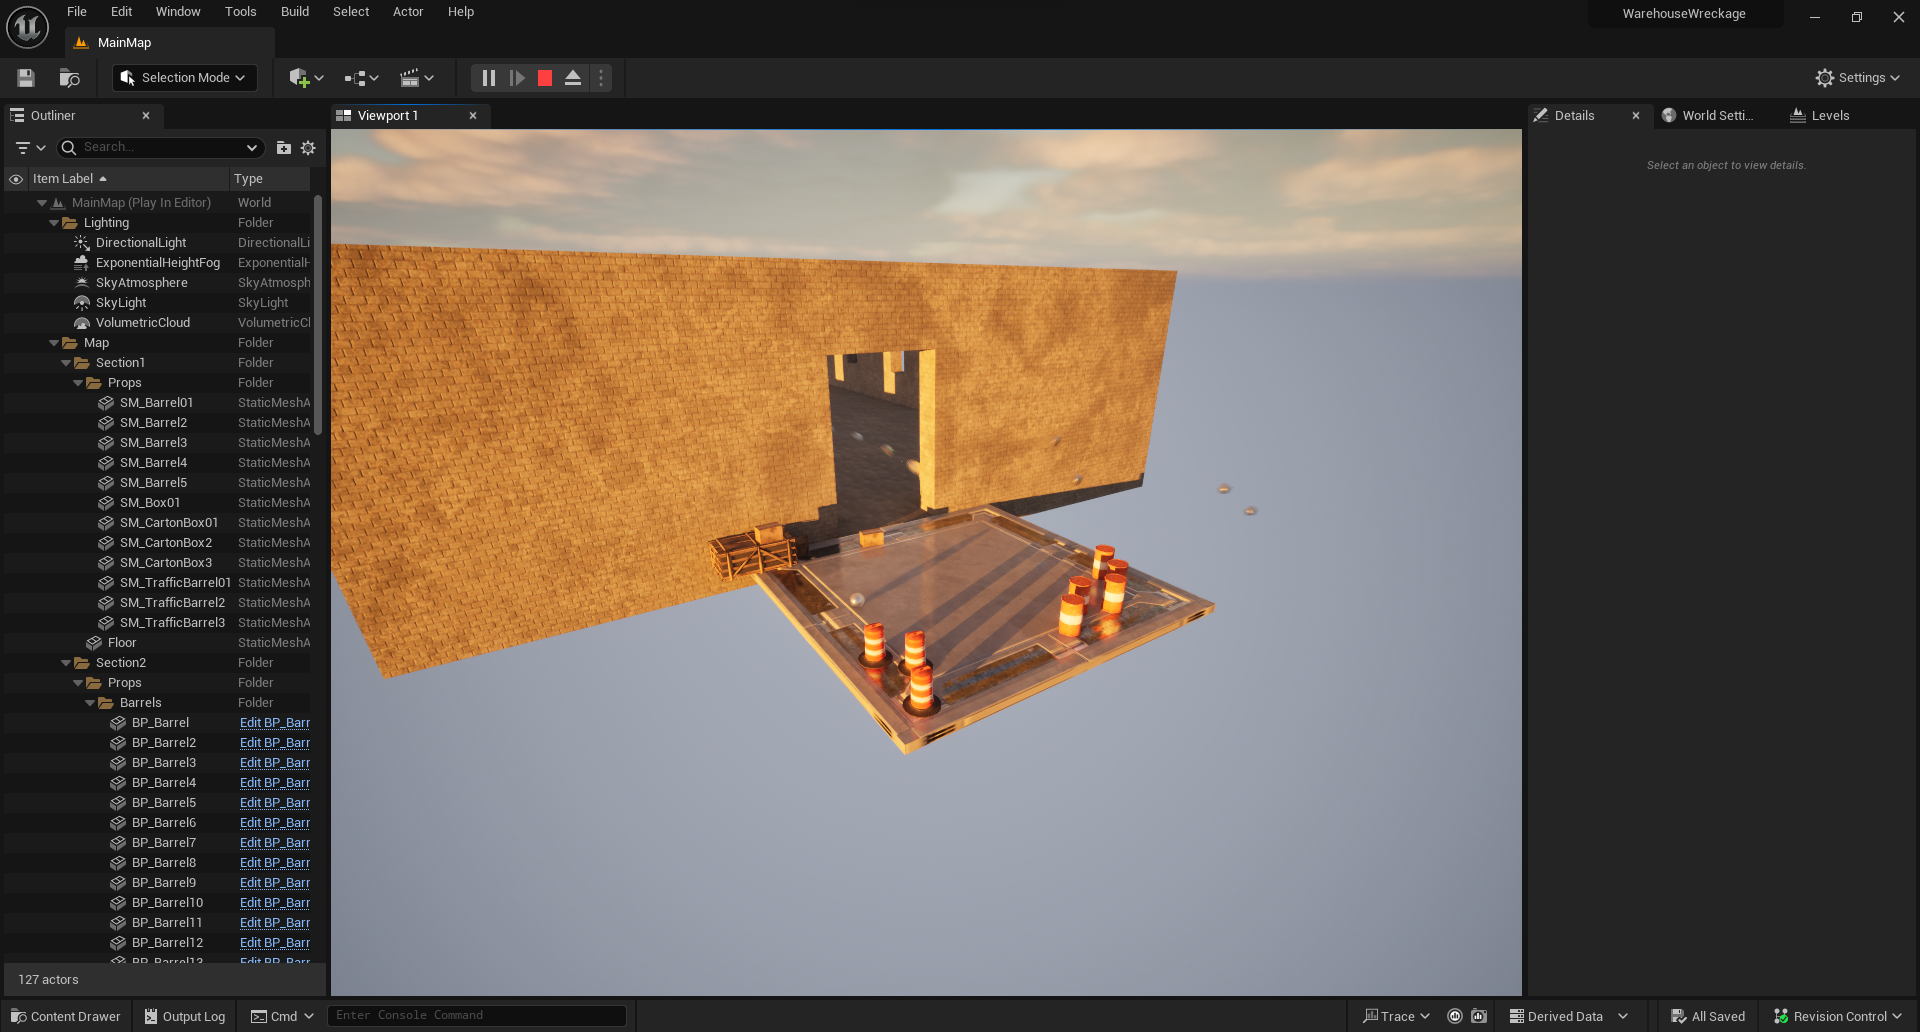 File Edit Window Tools Build Select Actor Help
WarehouseWreckage
MainMap
Selection Mode
Settings
Outliner
Viewport 1
Details
World Setti...
Levels
Search...
Select an object to view details.
Item Label Type
MainMap (Play In Editor) World
Lighting Folder
DirectionalLight DirectionalLi
ExponentialHeightFog ExponentialH
SkyAtmosphere SkyAtmosph
SkyLight SkyLight
VolumetricCloud VolumetricCl
Map Folder
Section1 Folder
Props Folder
SM_Barrel01 StaticMeshA
SM_Barrel2 StaticMeshA
SM_Barrel3 StaticMeshA
SM_Barrel4 StaticMeshA
SM_Barrel5 StaticMeshA
SM_Box01 StaticMeshA
SM_CartonBox01 StaticMeshA
SM_CartonBox2 StaticMeshA
SM_CartonBox3 StaticMeshA
SM_TrafficBarrel01 StaticMeshA
SM_TrafficBarrel2 StaticMeshA
SM_TrafficBarrel3 StaticMeshA
Floor StaticMeshA
Section2 Folder
Props Folder
Barrels Folder
BP_Barrel Edit BP_Barr
BP_Barrel2 Edit BP_Barr
BP_Barrel3 Edit BP_Barr
BP_Barrel4 Edit BP_Barr
BP_Barrel5 Edit BP_Barr
BP_Barrel6 Edit BP_Barr
BP_Barrel7 Edit BP_Barr
BP_Barrel8 Edit BP_Barr
BP_Barrel9 Edit BP_Barr
BP_Barrel10 Edit BP_Barr
BP_Barrel11 Edit BP_Barr
BP_Barrel12 Edit BP_Barr
BP_Barrel13 Edit BP_Barr
127 actors
Content Drawer
Output Log
Cmd
Enter Console Command
Trace
Derived Data
All Saved
Revision Control